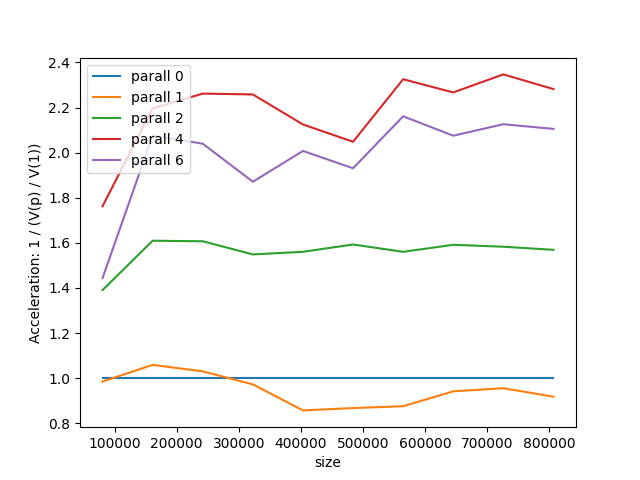 2.4
2.2
2.0
1.8
1.6
1.4
1.2
1.0
0.8
Acceleration: 1 / (V(p) / V(1))
parall 0
parall 1
parall 2
parall 4
parall 6
100000 200000 300000 400000 500000 600000 700000 800000
size